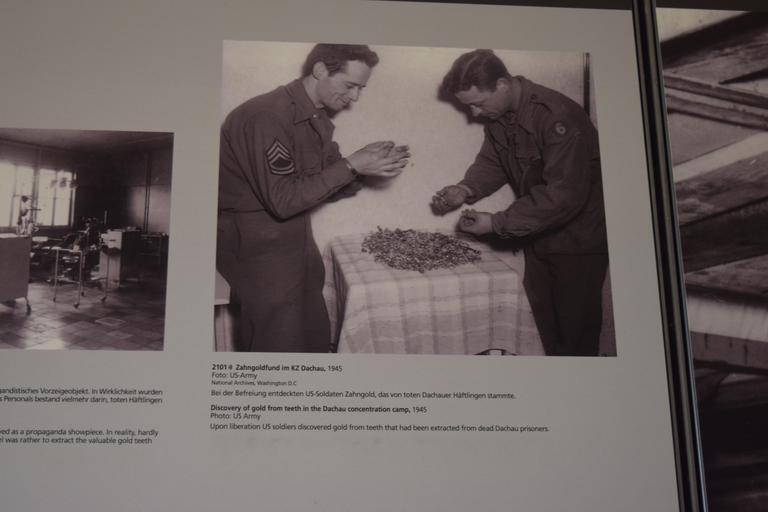 andistisches Vorzeigeobjekt. In Wirklichkeit wurden
s Personals bestand vielmehr darin, toten Häftlingen
ved as a propaganda showpiece. In reality, hardly
el was rather to extract the valuable gold teeth
2101 Zahngoldfund im KZ Dachau, 1945
Foto: US-Army
National Archives, Washington D.C
Bei der Befreiung entdeckten US-Soldaten Zahngold, das von toten Dachauer Häftlingen stammte.
Discovery of gold from teeth in the Dachau concentration camp, 1945
Photo: US Army
Upon liberation US soldiers discovered gold from teeth that had been extracted from dead Dachau prisoners.